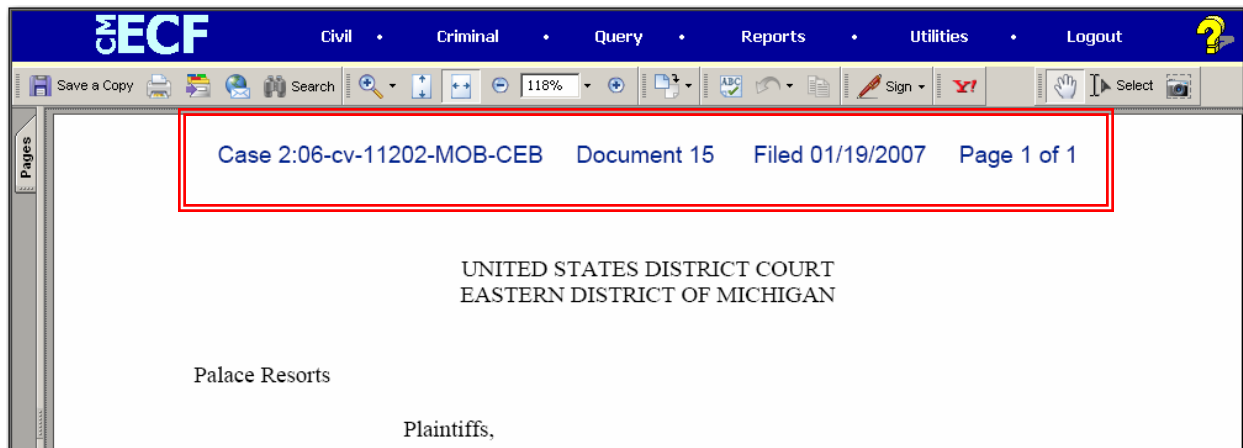 CM ECF Civil • Criminal • Query • Reports • Utilities • Logout ?
Save a Copy Search 118% ABC Sign Y! Select
Pages
Case 2:06-cv-11202-MOB-CEB Document 15 Filed 01/19/2007 Page 1 of 1
UNITED STATES DISTRICT COURT
EASTERN DISTRICT OF MICHIGAN
Palace Resorts
Plaintiffs,